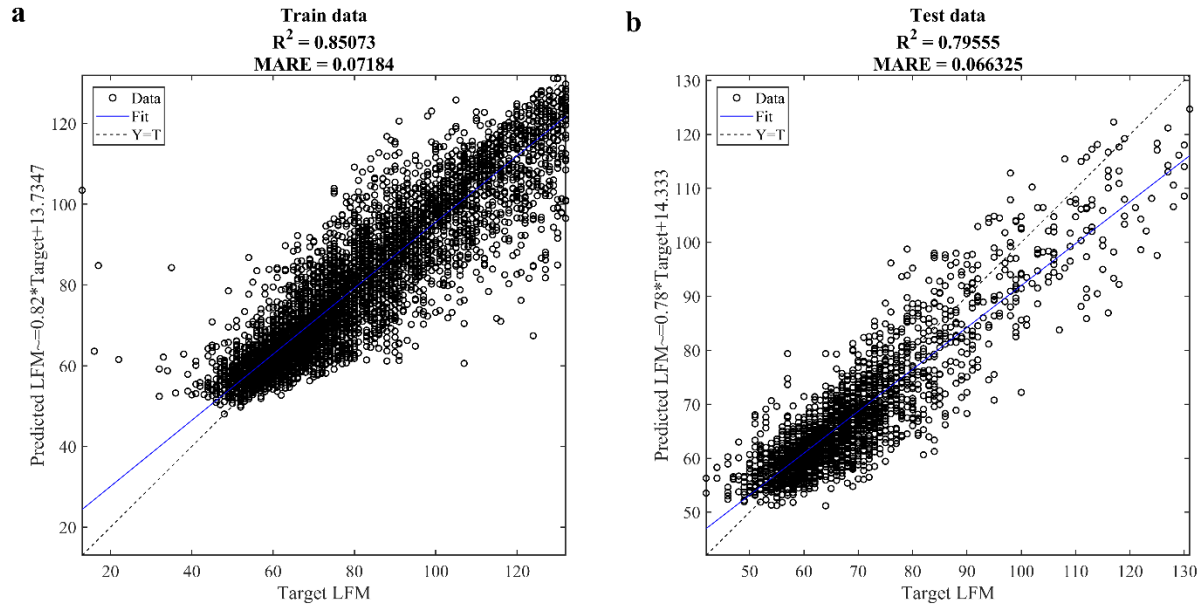 a
Train data
R² = 0.85073
MARE = 0.07184
Predicted LFM~=0.82*Target+13.7347
120
100
80
60
40
20
Data
Fit
Y=T
20 40 60 80 100 120
Target LFM
b
Test data
R² = 0.79555
MARE = 0.066325
Predicted LFM~=0.78*Target+14.333
130
120
110
100
90
80
70
60
50
Data
Fit
Y=T
50 60 70 80 90 100 110 120 130
Target LFM